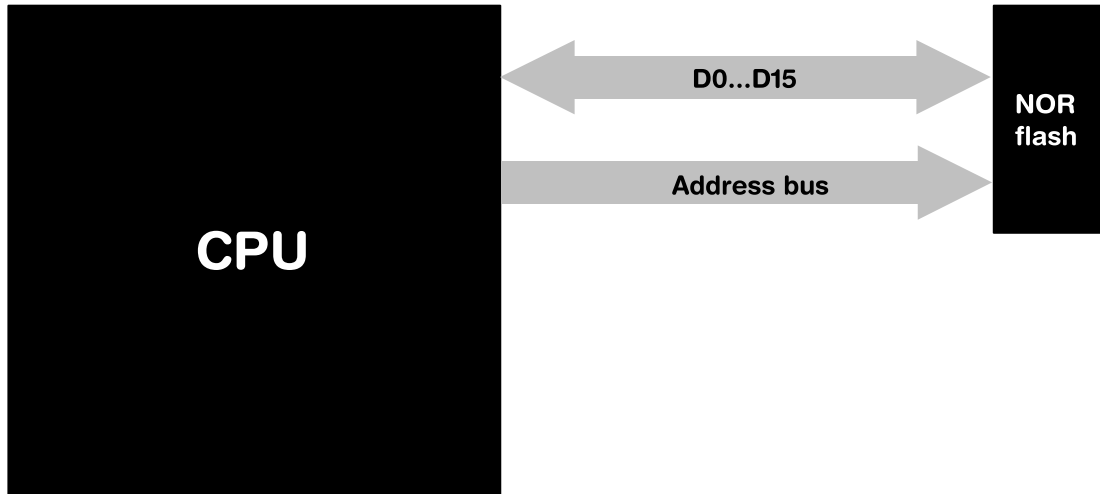 D0...D15
NOR
flash
Address bus
CPU